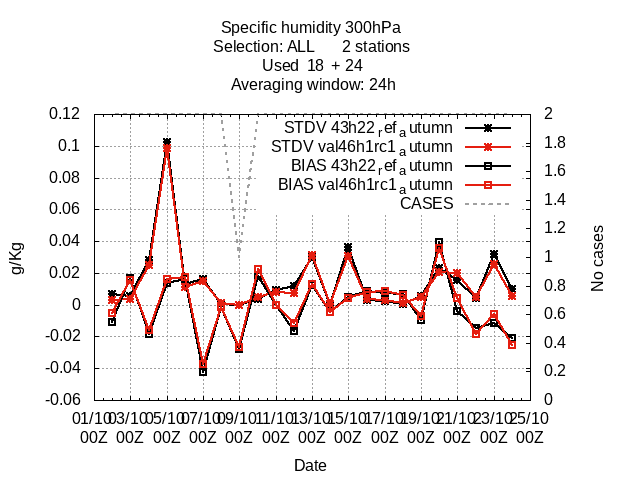 Specific humidity 300hPa
Selection: ALL 2 stations
Used 18 + 24
Averaging window: 24h
0.12
0.1
0.08
0.06
0.04
0.02
0
-0.02
-0.04
-0.06
g/Kg
STDV 43h22_ref_autumn
STDV val46h1rc1_autumn
BIAS 43h22_ref_autumn
BIAS val46h1rc1_autumn
CASES
2
1.8
1.6
1.4
1.2
1
0.8
0.6
0.4
0.2
0
No cases
01/10 03/10 05/10 07/10 09/10 11/10 13/10 15/10 17/10 19/10 21/10 23/10 25/10
00Z 00Z 00Z 00Z 00Z 00Z 00Z 00Z 00Z 00Z 00Z 00Z 00Z
Date